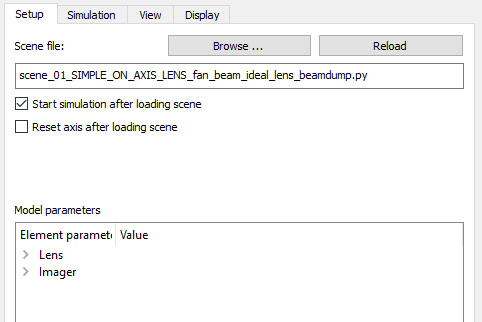 Setup Simulation View Display
Scene file: Browse ... Reload
scene_01_SIMPLE_ON_AXIS_LENS_fan_beam_ideal_lens_beamdump.py
Start simulation after loading scene
Reset axis after loading scene
Model parameters
Element paramete Value
Lens
Imager